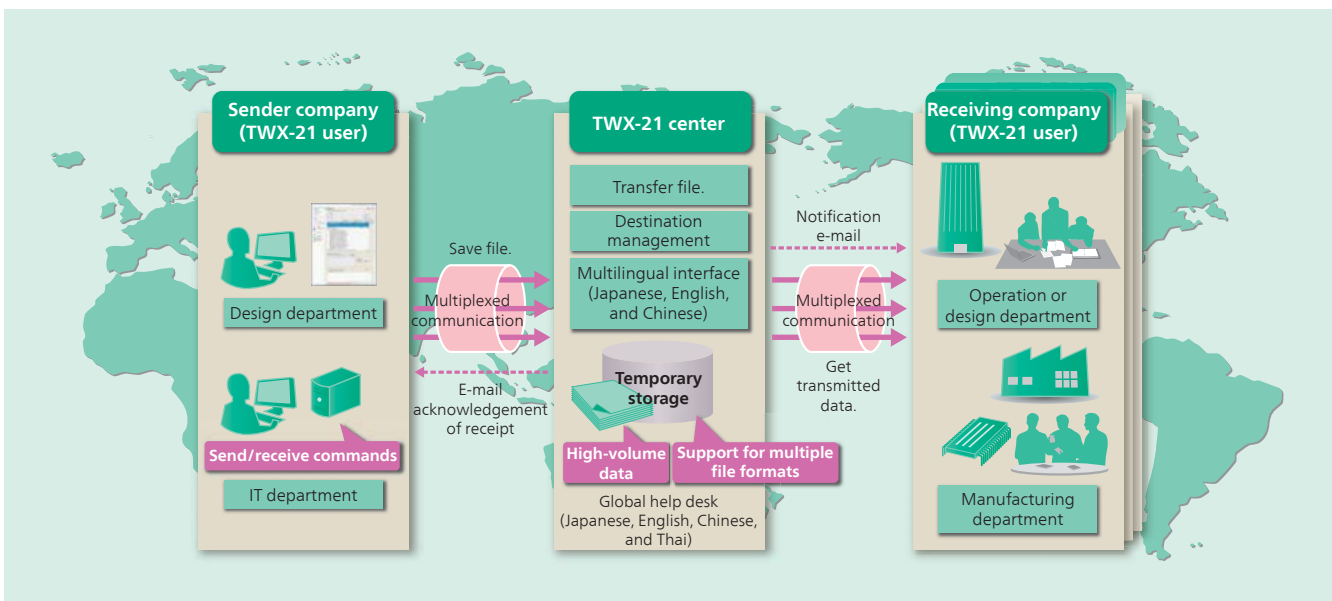 Sender company
(TWX-21 user)
Design department
Send/receive commands
IT department
Save file.
Multiplexed
communication
E-mail
acknowledgement
of receipt
TWX-21 center
Transfer file.
Destination
management
Multilingual interface
(Japanese, English,
and Chinese)
Temporary
storage
High-volume
data
Support for multiple
file formats
Global help desk
(Japanese, English, Chinese,
and Thai)
Notification
e-mail
Multiplexed
communication
Get
transmitted
data.
Receiving company
(TWX-21 user)
Operation or
design department
Manufacturing
department